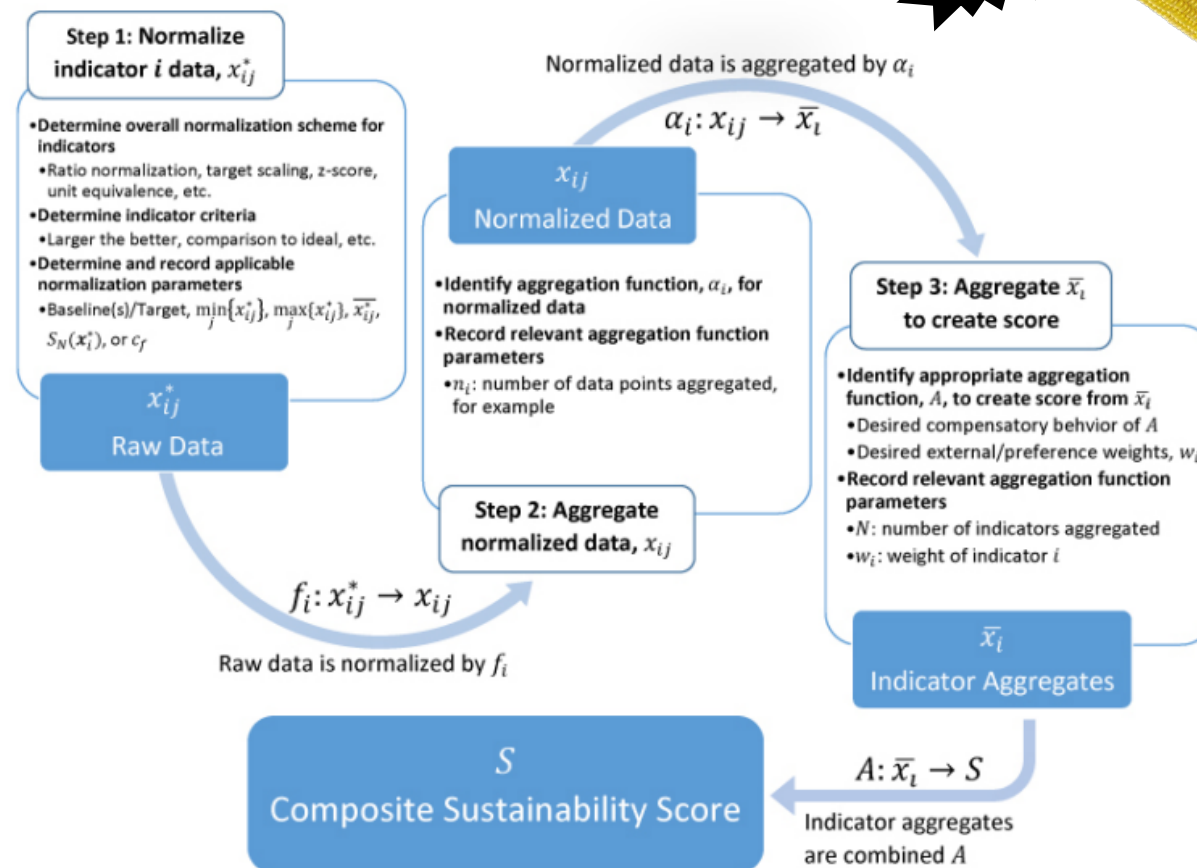 Step 1: Normalize
indicator i data, x*ᵢⱼ
•Determine overall normalization scheme for
indicators
•Ratio normalization, target scaling, z-score,
unit equivalence, etc.
•Determine indicator criteria
•Larger the better, comparison to ideal, etc.
•Determine and record applicable
normalization parameters
•Baseline(s)/Target, minⱼ{x*ᵢⱼ}, maxⱼ{x*ᵢⱼ}, x̅*ᵢⱼ,
S_N(x*ᵢ), or c_f
x*ᵢⱼ
Raw Data
fᵢ: x*ᵢⱼ → xᵢⱼ
Raw data is normalized by fᵢ
Normalized data is aggregated by αᵢ
αᵢ: xᵢⱼ → x̅ᵢ
xᵢⱼ
Normalized Data
•Identify aggregation function, αᵢ, for
normalized data
•Record relevant aggregation function
parameters
•nᵢ: number of data points aggregated,
for example
Step 2: Aggregate
normalized data, xᵢⱼ
Step 3: Aggregate x̅ᵢ
to create score
•Identify appropriate aggregation
function, A, to create score from x̅ᵢ
•Desired compensatory behvior of A
•Desired external/preference weights, wᵢ
•Record relevant aggregation function
parameters
•N: number of indicators aggregated
•wᵢ: weight of indicator i
x̅ᵢ
Indicator Aggregates
A: x̅ᵢ → S
Indicator aggregates
are combined A
S
Composite Sustainability Score